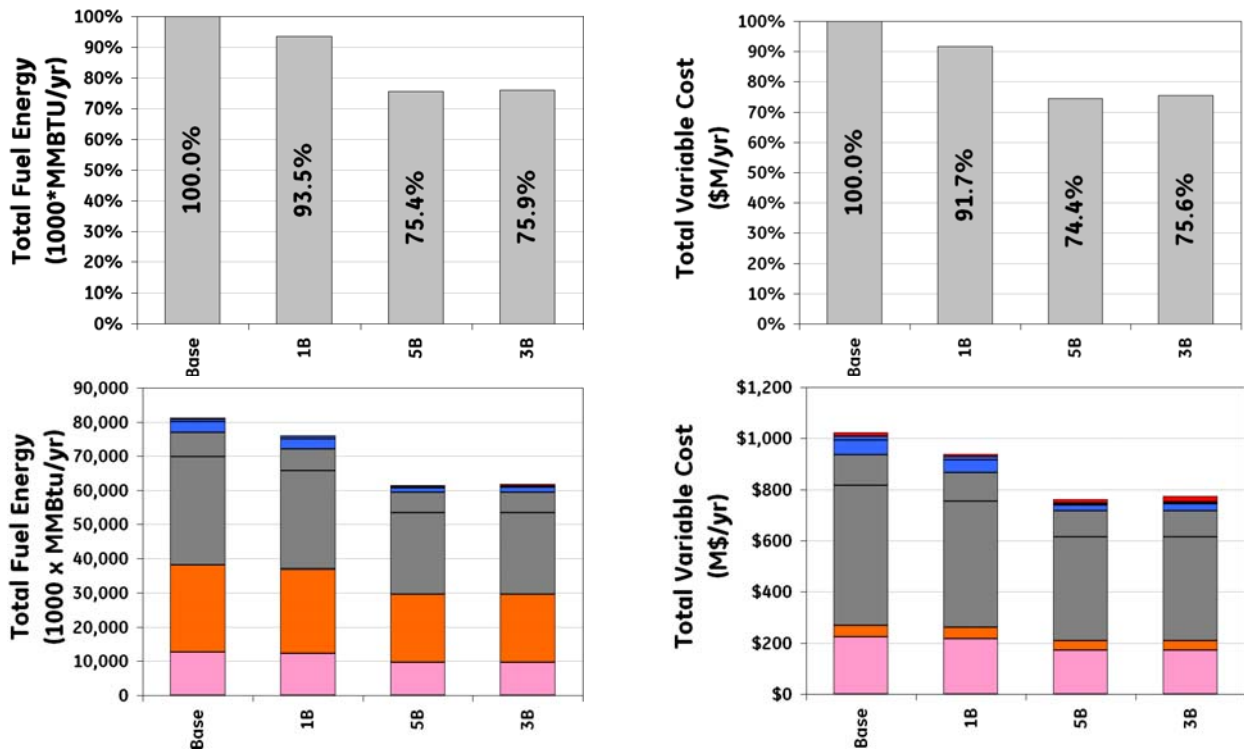 Total Fuel Energy
(1000*MMBTU/yr)
100%
90%
80%
70%
60%
50%
40%
30%
20%
10%
0%
100.0%
93.5%
75.4%
75.9%
Base
1B
5B
3B
Total Variable Cost
($M/yr)
100%
90%
80%
70%
60%
50%
40%
30%
20%
10%
0%
100.0%
91.7%
74.4%
75.6%
Base
1B
5B
3B
Total Fuel Energy
(1000 x MMBtu/yr)
90,000
80,000
70,000
60,000
50,000
40,000
30,000
20,000
10,000
0
Base
1B
5B
3B
Total Variable Cost
(M$/yr)
$1,200
$1,000
$800
$600
$400
$200
$0
Base
1B
5B
3B